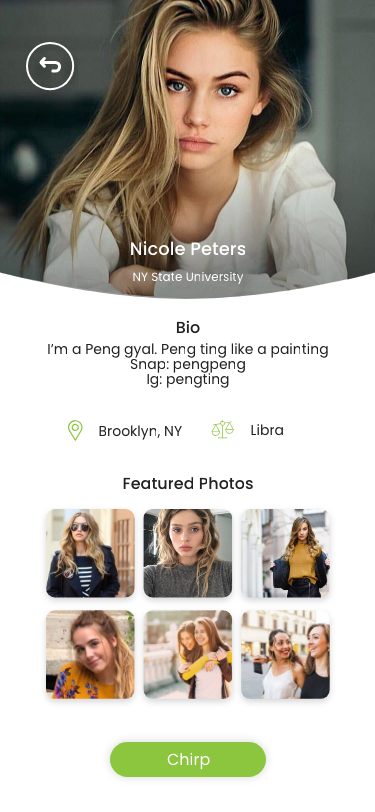 Nicole Peters
NY State University
Bio
I'm a Peng gyal. Peng ting like a painting
Snap: pengpeng
Ig: pengting
Brooklyn, NY
Libra
Featured Photos
Chirp